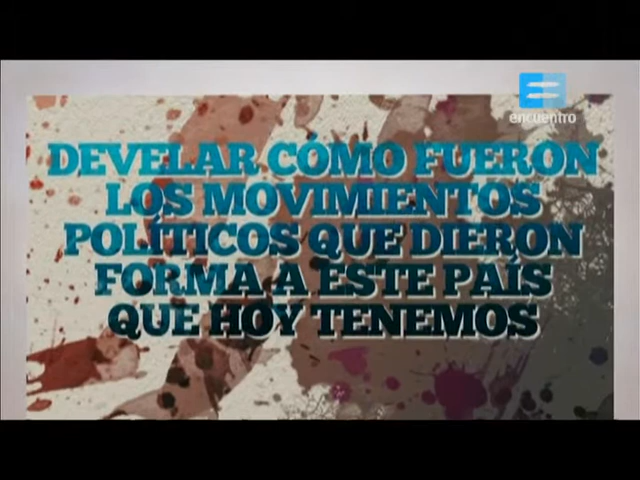 encuentro
DEVELAR CÓMO FUERON
LOS MOVIMIENTOS
POLÍTICOS QUE DIERON
FORMA A ESTE PAÍS
QUE HOY TENEMOS